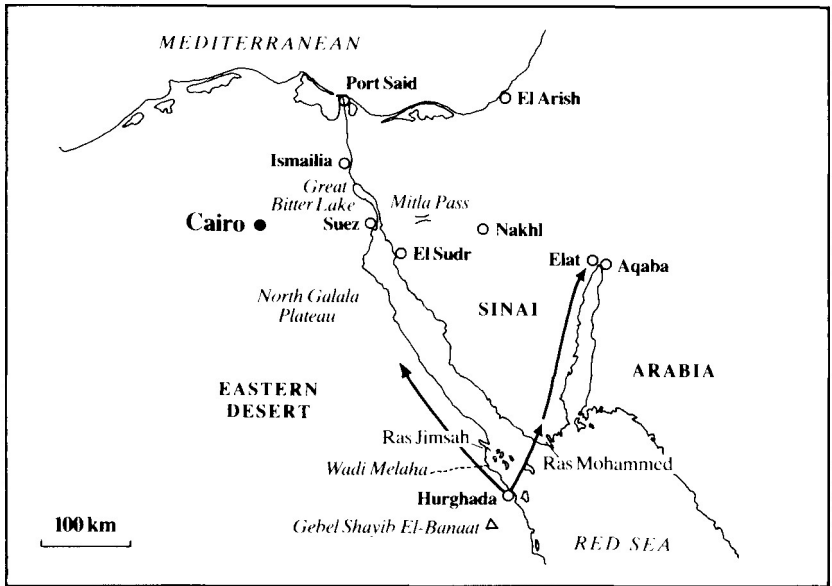 MEDITERRANEAN
Port Said
El Arish
Ismailia
Great
Bitter Lake
Mitla Pass
Cairo
Suez
Nakhl
El Sudr
Elat
Aqaba
North Galala
Plateau
SINAI
ARABIA
EASTERN
DESERT
Ras Jimsah
Ras Mohammed
Wadi Melaha
Hurghada
100 km
Gebel Shayib El-Banaat
RED SEA